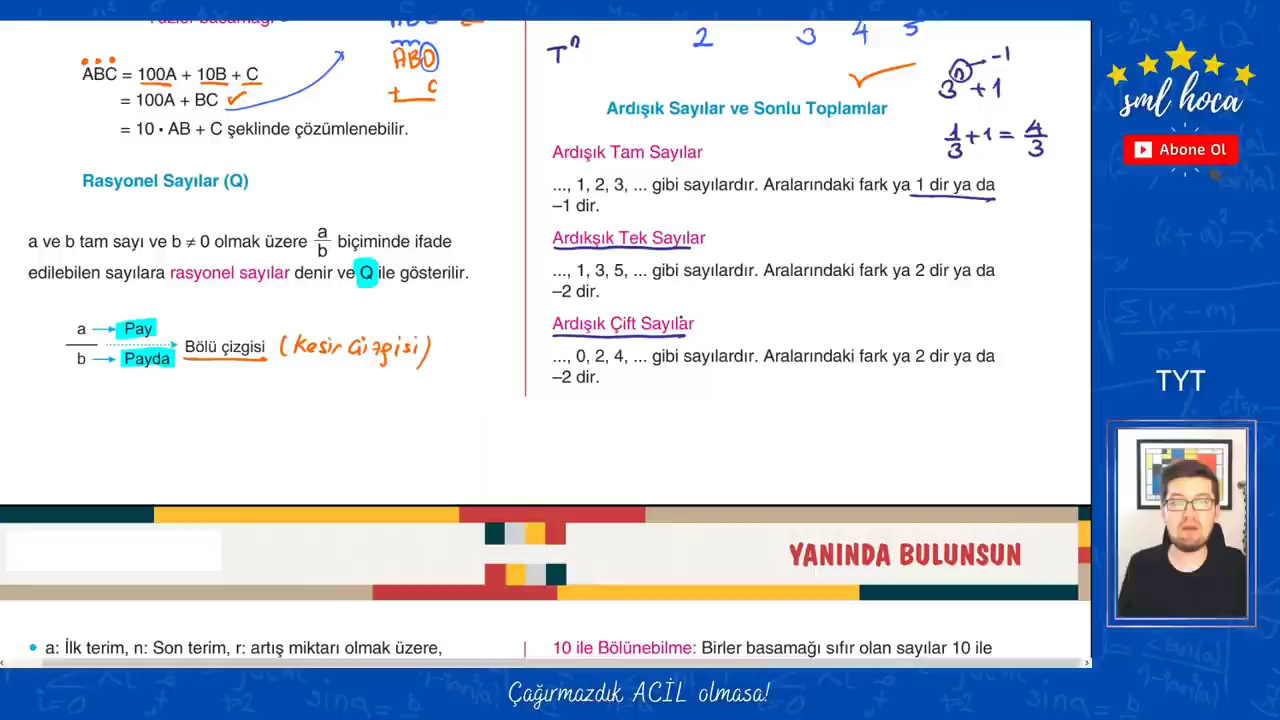 ABC = 100A + 10B + C
= 100A + BC
= 10 • AB + C şeklinde çözümlenebilir.
ABO
+ C
Rasyonel Sayılar (Q)
a ve b tam sayı ve b ≠ 0 olmak üzere a/b biçiminde ifade
edilebilen sayılara rasyonel sayılar denir ve Q ile gösterilir.
a → Pay
Bölü çizgisi (Kesir Çizgisi)
b → Payda
Tⁿ
2 3 4 5
3ⁿ + 1
-1
1/3 + 1 = 4/3
Ardışık Sayılar ve Sonlu Toplamlar
Ardışık Tam Sayılar
..., 1, 2, 3, ... gibi sayılardır. Aralarındaki fark ya 1 dir ya da
–1 dir.
Ardıkşık Tek Sayılar
..., 1, 3, 5, ... gibi sayılardır. Aralarındaki fark ya 2 dir ya da
–2 dir.
Ardışık Çift Sayılar
..., 0, 2, 4, ... gibi sayılardır. Aralarındaki fark ya 2 dir ya da
–2 dir.
YANINDA BULUNSUN
• a: İlk terim, n: Son terim, r: artış miktarı olmak üzere,
10 ile Bölünebilme: Birler basamağı sıfır olan sayılar 10 ile
sml hoca
Abone Ol
TYT
Çağırmazdık ACİL olmasa!